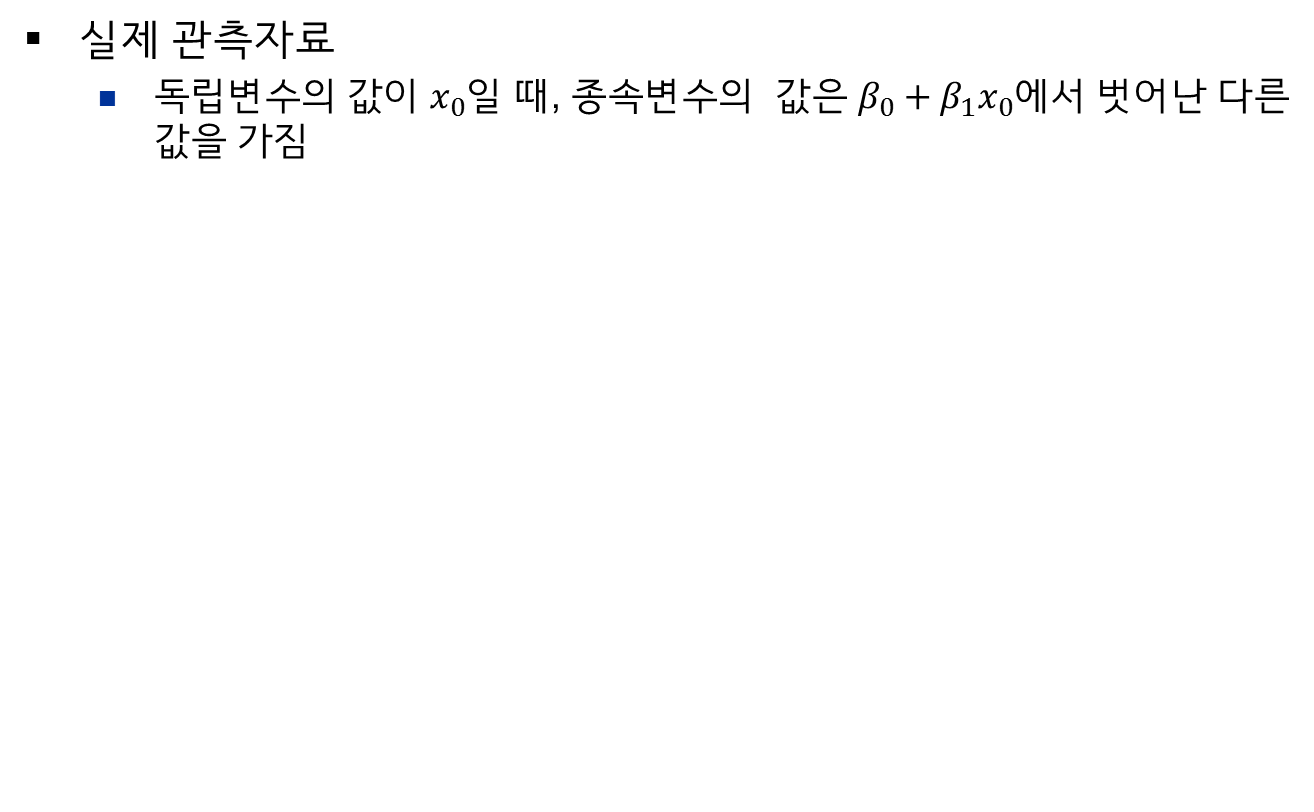 ▪ 실제 관측자료
▪ 독립변수의 값이 𝑥₀일 때, 종속변수의 값은 𝛽₀ + 𝛽₁𝑥₀에서 벗어난 다른
값을 가짐